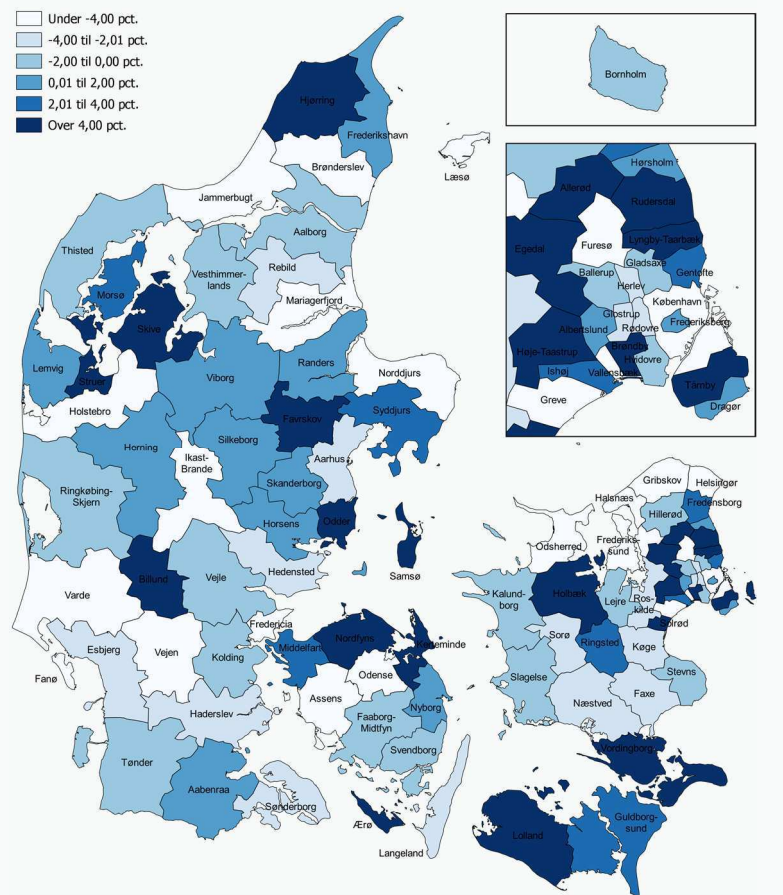 Under -4,00 pct.
-4,00 til -2,01 pct.
-2,00 til 0,00 pct.
0,01 til 2,00 pct.
2,01 til 4,00 pct.
Over 4,00 pct.
Bornholm
Hjørring
Frederikshavn
Brønderslev
Læsø
Jammerbugt
Aalborg
Thisted
Vesthimmer-
lands
Rebild
Morsø
Mariagerfjord
Skive
Lemvig
Struer
Viborg
Randers
Norddjurs
Holstebro
Favrskov
Syddjurs
Silkeborg
Horning
Ikast-
Brande
Aarhus
Skanderborg
Ringkøbing-
Skjern
Horsens
Odder
Samsø
Billund
Vejle
Hedensted
Varde
Fredericia
Esbjerg
Vejen
Kolding
Middelfart
Nordfyns
Kerteminde
Fanø
Odense
Assens
Haderslev
Nyborg
Faaborg-
Midtfyn
Svendborg
Tønder
Aabenraa
Sønderborg
Ærø
Langeland
Hørsholm
Allerød
Rudersdal
Egedal
Furesø
Lyngby-Taarbæk
Gladsaxe
Ballerup
Gentofte
Herlev
København
Glostrup
Albertslund
Rødovre
Frederiksberg
Høje-Taastrup
Brøndby
Hvidovre
Ishøj
Vallensbæk
Tårnby
Greve
Dragør
Gribskov
Helsingør
Halsnæs
Fredensborg
Hillerød
Frederiks-
sund
Odsherred
Kalund-
borg
Holbæk
Lejre
Ros-
kilde
Solrød
Sorø
Ringsted
Køge
Slagelse
Stevns
Faxe
Næstved
Vordingborg
Guldborg-
sund
Lolland